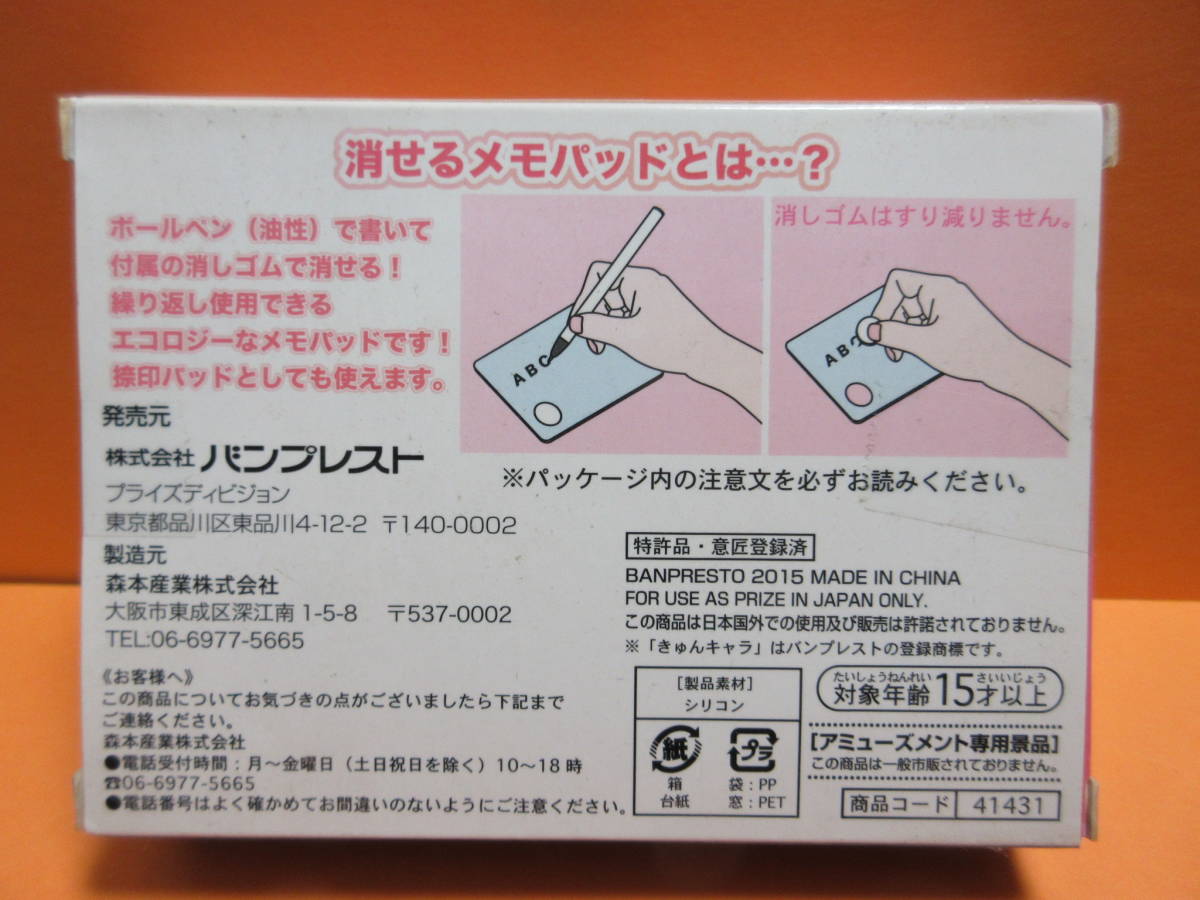 消せるメモパッドとは…?
ボールペン(油性)で書いて
付属の消しゴムで消せる!
繰り返し使用できる
エコロジーなメモパッドです!
捺印パッドとしても使えます。
ABC
消しゴムはすり減りません。
ABC
※パッケージ内の注意文を必ずお読みください。
発売元
株式会社 バンプレスト
プライズディビジョン
東京都品川区東品川4-12-2 〒140-0002
製造元
森本産業株式会社
大阪市東成区深江南1-5-8 〒537-0002
TEL:06-6977-5665
《お客様へ》
この商品についてお気づきの点がございましたら下記まで
ご連絡ください。
森本産業株式会社
●電話受付時間:月〜金曜日(土日祝日を除く)10〜18時
☎06-6977-5665
●電話番号はよく確かめてお間違いのないようにご注意ください。
特許品・意匠登録済
BANPRESTO 2015 MADE IN CHINA
FOR USE AS PRIZE IN JAPAN ONLY.
この商品は日本国外での使用及び販売は許諾されておりません。
※「きゅんキャラ」はバンプレストの登録商標です。
[製品素材]
シリコン
紙
箱
台紙
プラ
袋:PP
窓:PET
たいしょうねんれい さいいじょう
対象年齢15才以上
[アミューズメント専用景品]
この商品は一般市販されておりません。
商品コード 41431